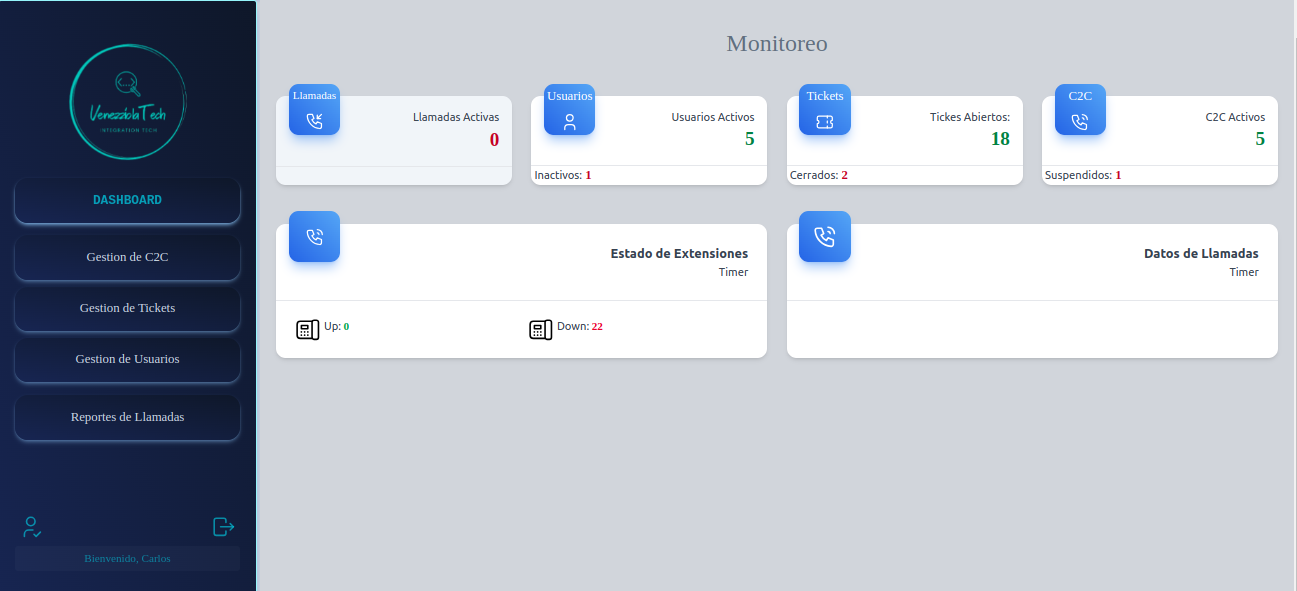 VenezziolaTech
INTEGRATION TECH
DASHBOARD
Gestion de C2C
Gestion de Tickets
Gestion de Usuarios
Reportes de Llamadas
Bienvenido, Carlos
Monitoreo
Llamadas
Llamadas Activas
0
Usuarios
Usuarios Activos
5
Inactivos: 1
Tickets
Tickes Abiertos:
18
Cerrados: 2
C2C
C2C Activos
5
Suspendidos: 1
Estado de Extensiones
Timer
Up: 0
Down: 22
Datos de Llamadas
Timer